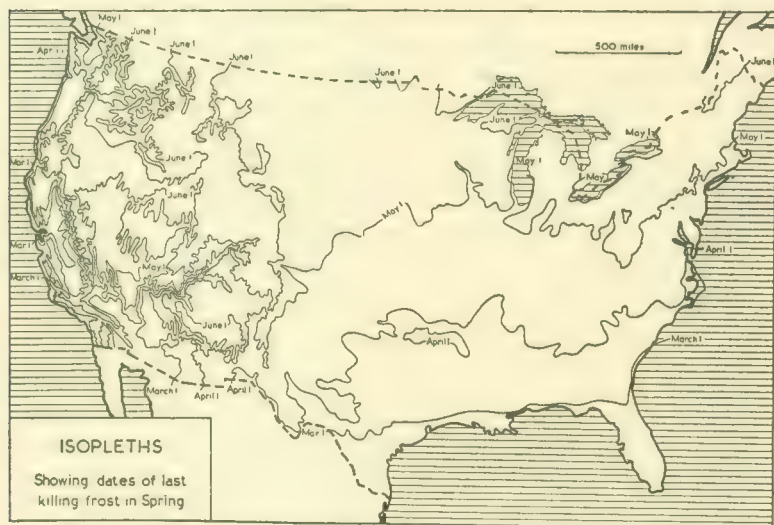 May 1
June 1
June 1
June 1
April 1
June 1
500 miles
June 1
June 1
June 1
May 1
May 1
May 1
May
Mar 1
June 1
June 1
May 1
April 1
Mar 1
March 1
May 1
June 1
April 1
March 1
March 1
April 1
April 1
Mar 1
ISOPLETHS
Showing dates of last
killing frost in Spring